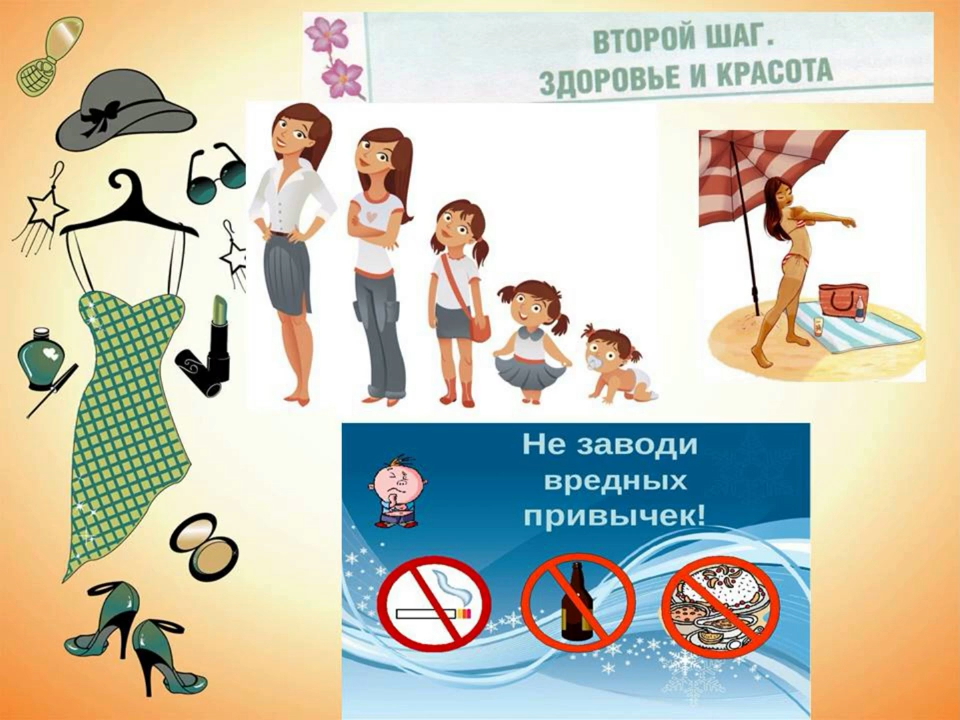 ВТОРОЙ ШАГ.
ЗДОРОВЬЕ И КРАСОТА
Не заводи
вредных
привычек!